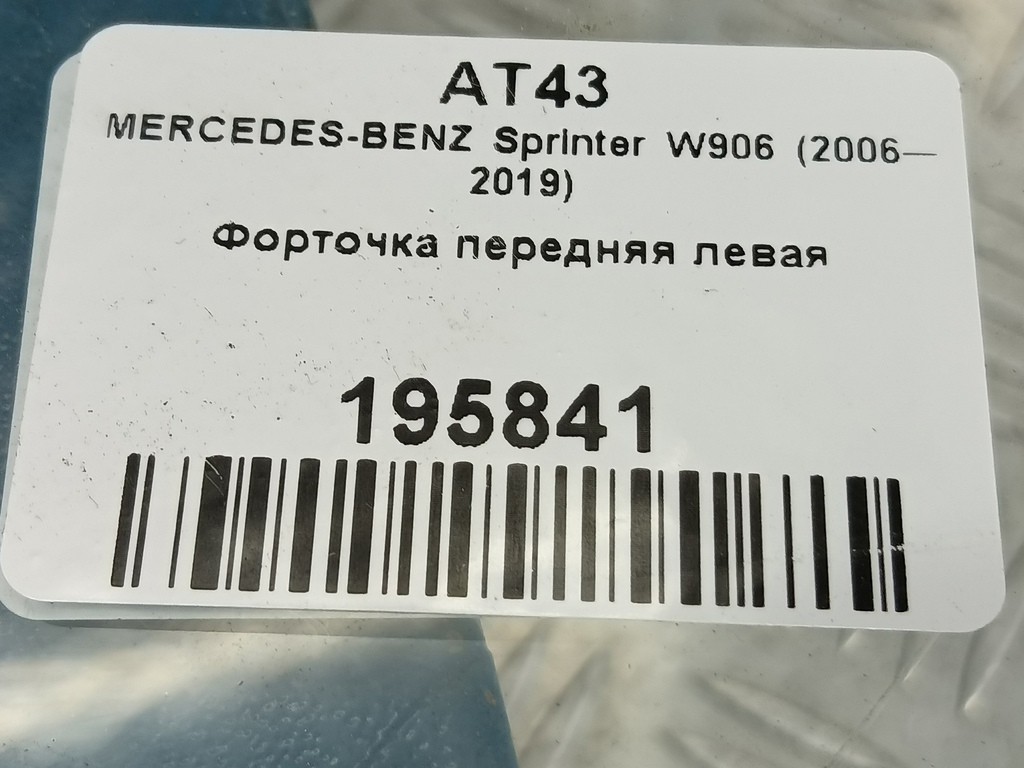 AT43
MERCEDES-BENZ Sprinter W906 (2006—
2019)
Форточка передняя левая
195841